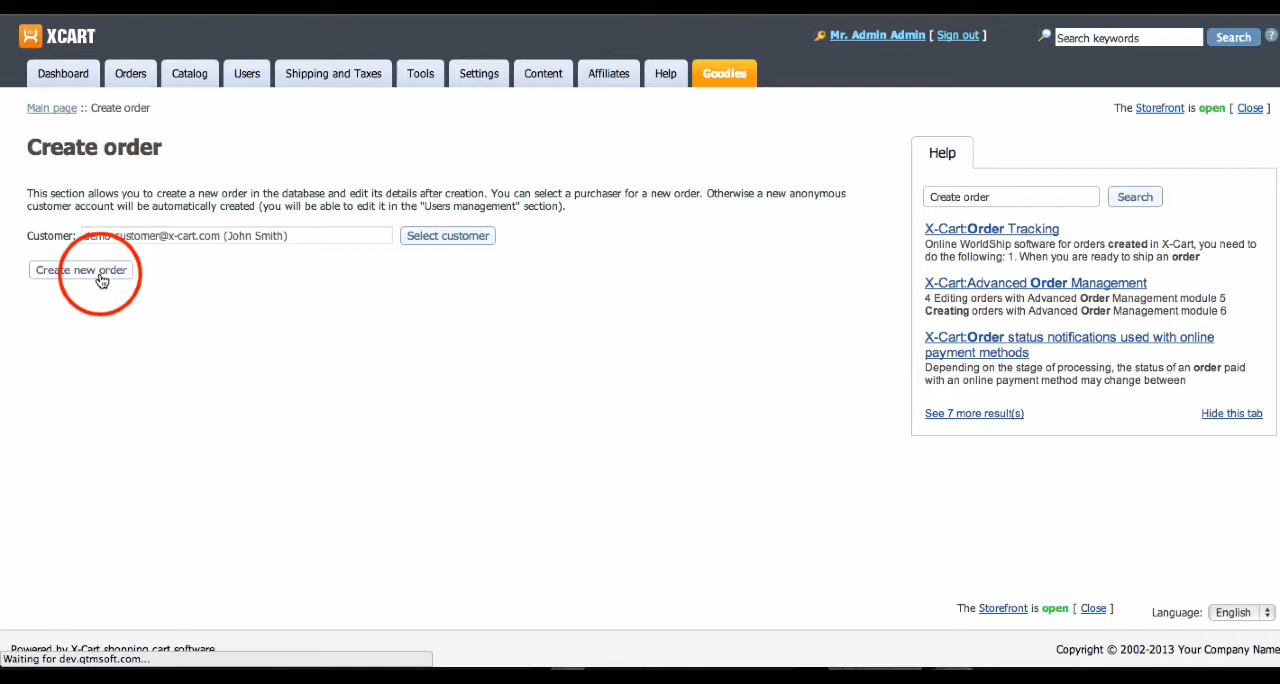 XCART
Mr. Admin Admin [ Sign out ]
Search keywords
Search
?
Dashboard
Orders
Catalog
Users
Shipping and Taxes
Tools
Settings
Content
Affiliates
Help
Goodies
Main page :: Create order
The Storefront is open [ Close ]
Create order
This section allows you to create a new order in the database and edit its details after creation. You can select a purchaser for a new order. Otherwise a new anonymous
customer account will be automatically created (you will be able to edit it in the "Users management" section).
Customer: demo-customer@x-cart.com (John Smith)
Select customer
Create new order
Help
Create order
Search
X-Cart:Order Tracking
Online WorldShip software for orders created in X-Cart, you need to
do the following: 1. When you are ready to ship an order
X-Cart:Advanced Order Management
4 Editing orders with Advanced Order Management module 5
Creating orders with Advanced Order Management module 6
X-Cart:Order status notifications used with online
payment methods
Depending on the stage of processing, the status of an order paid
with an online payment method may change between
See 7 more result(s)
Hide this tab
The Storefront is open [ Close ]
Language: English
Powered by X-Cart shopping cart software
Waiting for dev.qtmsoft.com...
Copyright © 2002-2013 Your Company Name